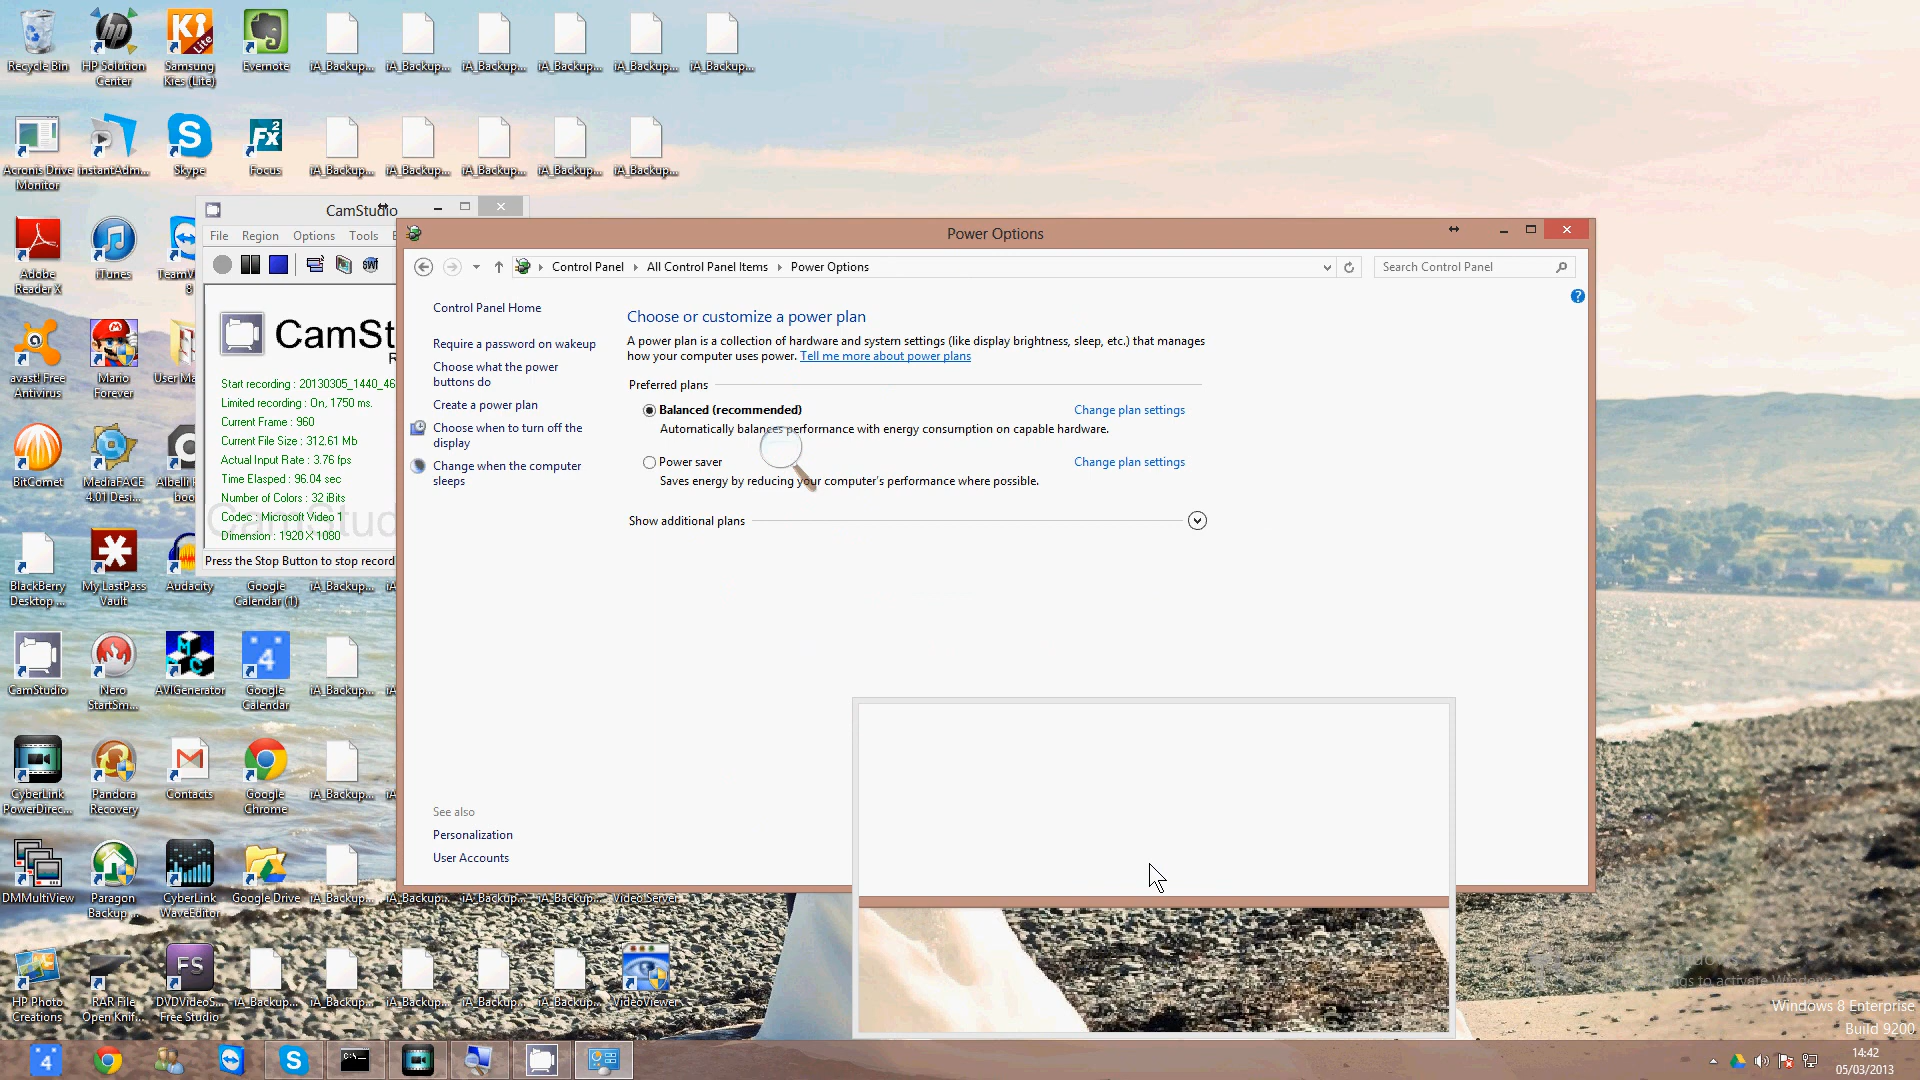 Recycle Bin
HP Solution
Center
Samsung
Kies (Lite)
Evernote
iA_Backup...
iA_Backup...
iA_Backup...
iA_Backup...
iA_Backup...
iA_Backup...
Acronis Drive
Monitor
instantAdm...
Skype
Focus
iA_Backup...
iA_Backup...
iA_Backup...
iA_Backup...
iA_Backup...
Adobe
Reader X
iTunes
TeamV
8
avast! Free
Antivirus
Mario
Forever
User Ma
BitComet
MediaFACE
4.01 Desi...
Albelli
boo
BlackBerry
Desktop ...
My LastPass
Vault
Audacity
Google
Calendar (1)
iA_Backup...
CamStudio
Nero
StartSm...
AVIGenerator
Google
Calendar
iA_Backup...
CyberLink
PowerDirec...
Pandora
Recovery
Contacts
Google
Chrome
iA_Backup...
DMMultiView
Paragon
Backup...
CyberLink
WaveEditor
Google Drive
iA_Backup...
iA_Backup...
iA_Backup...
iA_Backup...
Video Server
HP Photo
Creations
RAR File
Open Knif...
DVDVideoS...
Free Studio
iA_Backup...
iA_Backup...
iA_Backup...
iA_Backup...
iA_Backup...
VideoViewer
CamStudio
File Region Options Tools
CamSt
Start recording : 20130305_1440_46
Limited recording : On, 1750 ms.
Current Frame : 960
Current File Size : 312.61 Mb
Actual Input Rate : 3.76 fps
Time Elasped : 96.04 sec
Number of Colors : 32 iBits
Codec : Microsoft Video 1
Dimension : 1920 X 1080
Press the Stop Button to stop record
Power Options
Control Panel All Control Panel Items Power Options
Search Control Panel
Control Panel Home
Require a password on wakeup
Choose what the power
buttons do
Create a power plan
Choose when to turn off the
display
Change when the computer
sleeps
See also
Personalization
User Accounts
Choose or customize a power plan
A power plan is a collection of hardware and system settings (like display brightness, sleep, etc.) that manages
how your computer uses power. Tell me more about power plans
Preferred plans
Balanced (recommended) Change plan settings
Automatically balances performance with energy consumption on capable hardware.
Power saver Change plan settings
Saves energy by reducing your computer's performance where possible.
Show additional plans
Windows 8 Enterprise
Build 9200
14:42
05/03/2013